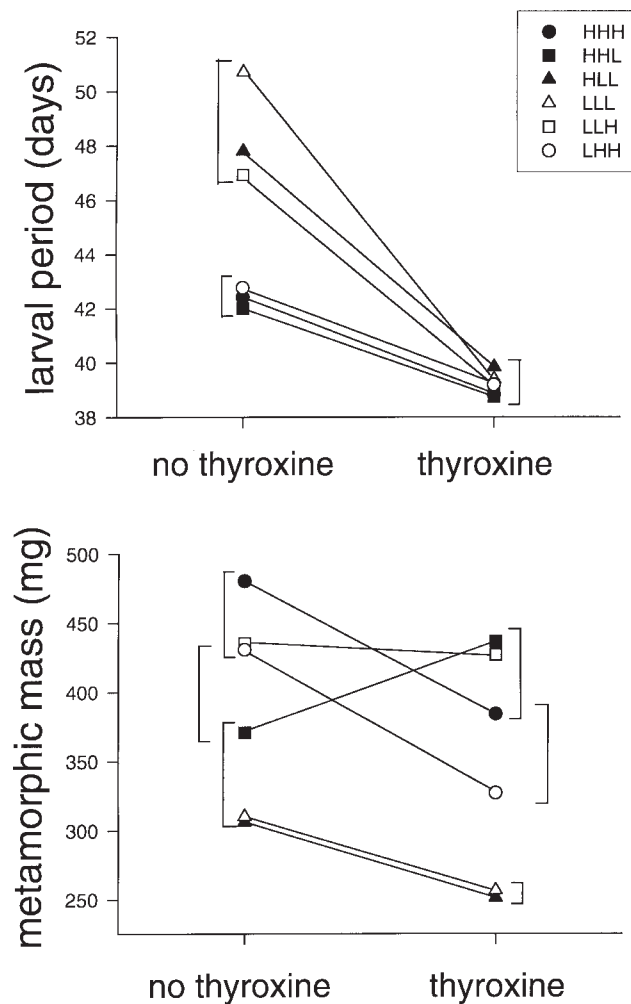 larval period (days)
52
50
48
46
44
42
40
38
no thyroxine thyroxine
HHH
HHL
HLL
LLL
LLH
LHH
metamorphic mass (mg)
500
450
400
350
300
250
no thyroxine thyroxine